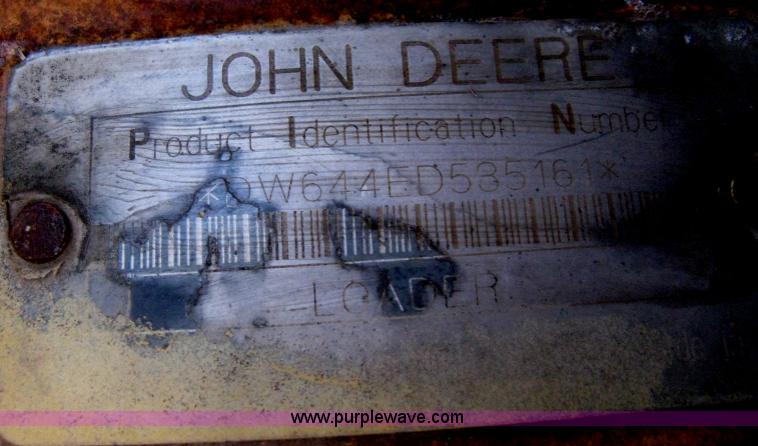 JOHN DEERE
Product Identification Number
*DW644ED535161*
LOADER
www.purplewave.com